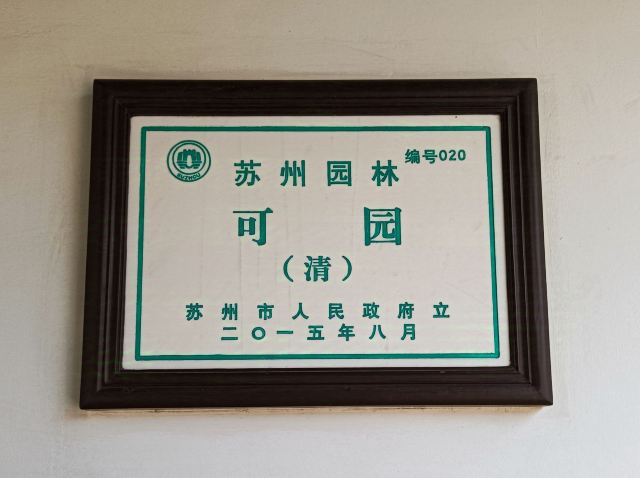 苏州园林 编号020
可园
（清）
苏州市人民政府立
二〇一五年八月
SUZHOU